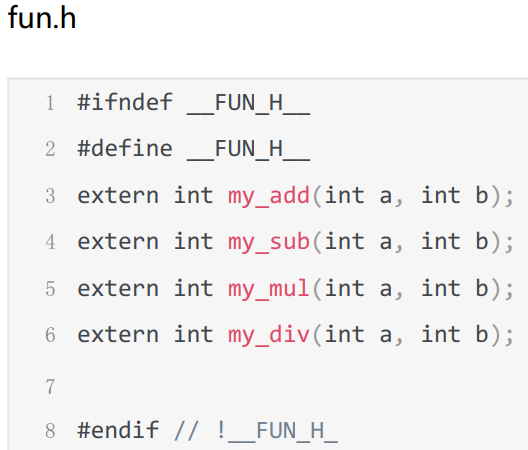 fun.h
1 #ifndef __FUN_H__
2 #define __FUN_H__
3 extern int my_add(int a, int b);
4 extern int my_sub(int a, int b);
5 extern int my_mul(int a, int b);
6 extern int my_div(int a, int b);
7
8 #endif // !__FUN_H_